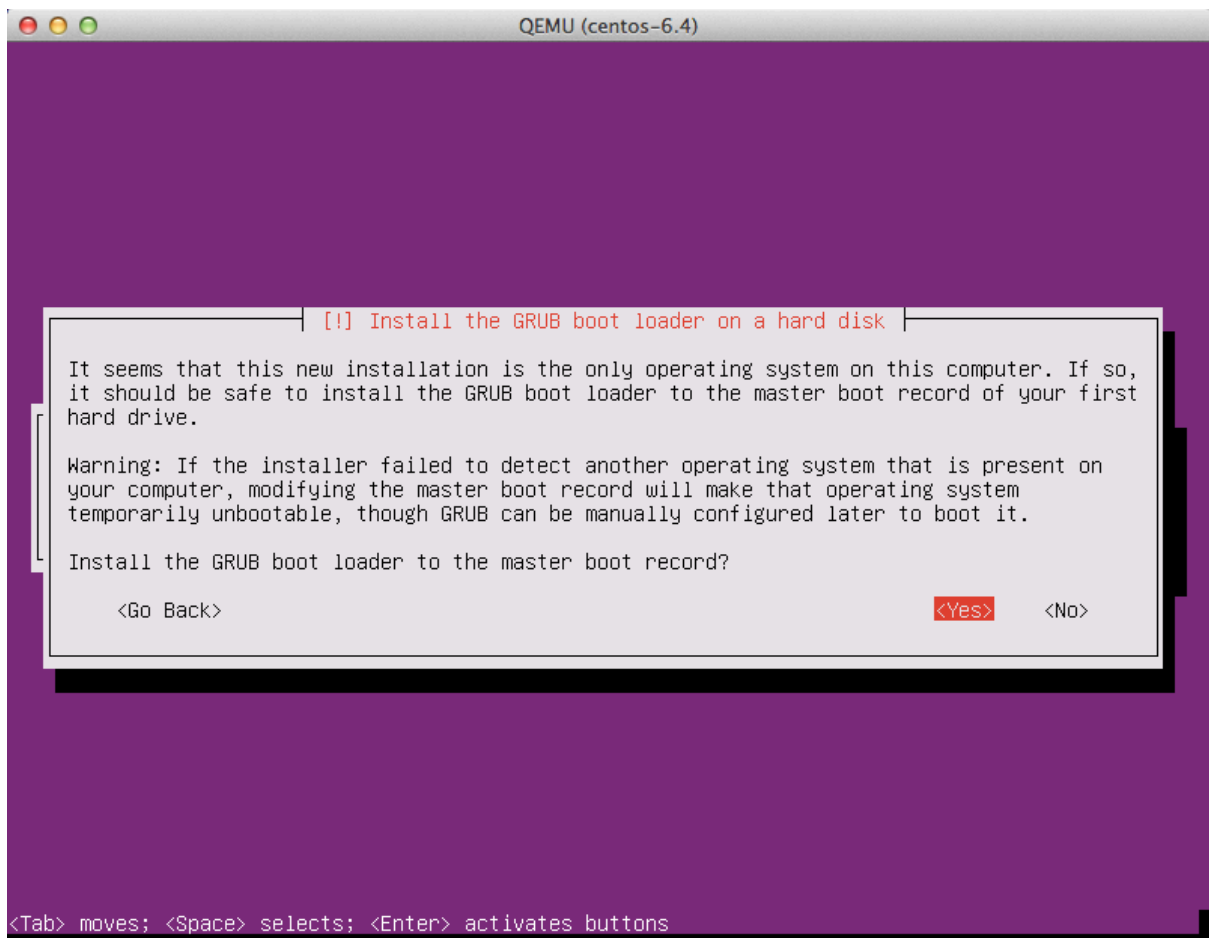 QEMU (centos-6.4)
[!] Install the GRUB boot loader on a hard disk
It seems that this new installation is the only operating system on this computer. If so,
it should be safe to install the GRUB boot loader to the master boot record of your first
hard drive.
Warning: If the installer failed to detect another operating system that is present on
your computer, modifying the master boot record will make that operating system
temporarily unbootable, though GRUB can be manually configured later to boot it.
Install the GRUB boot loader to the master boot record?
<Go Back> <Yes> <No>
<Tab> moves; <Space> selects; <Enter> activates buttons